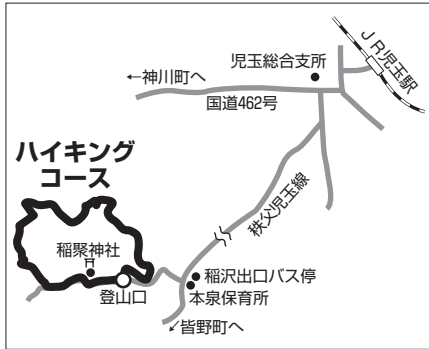 JR児玉駅
児玉総合支所
←神川町へ
国道462号
ハイキング
コース
秩父児玉線
稲聚神社
稲沢出口バス停
本泉保育所
登山口
↙皆野町へ